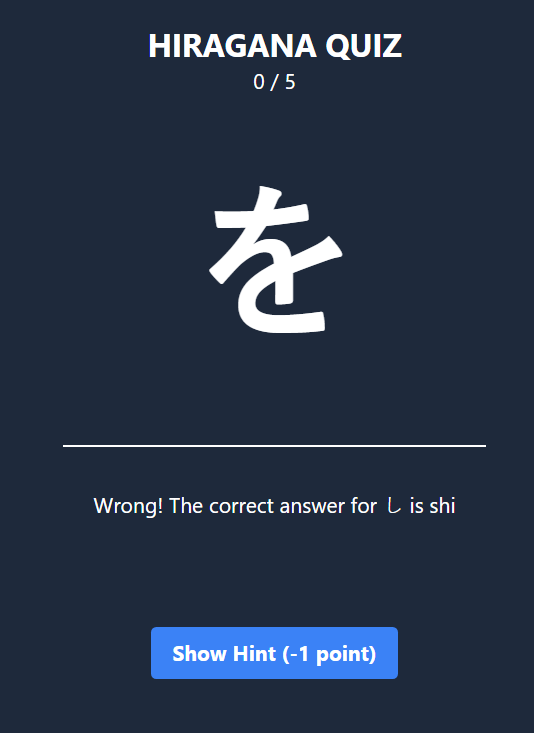 HIRAGANA QUIZ
0 / 5
を
Wrong! The correct answer for し is shi
Show Hint (-1 point)